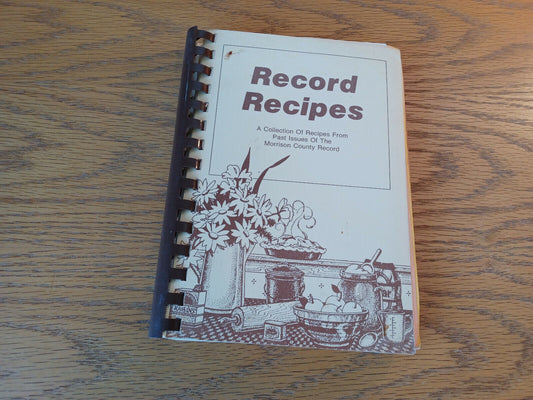 Record
Recipes
A Collection Of Recipes From
Past Issues Of The
Morrison County Record